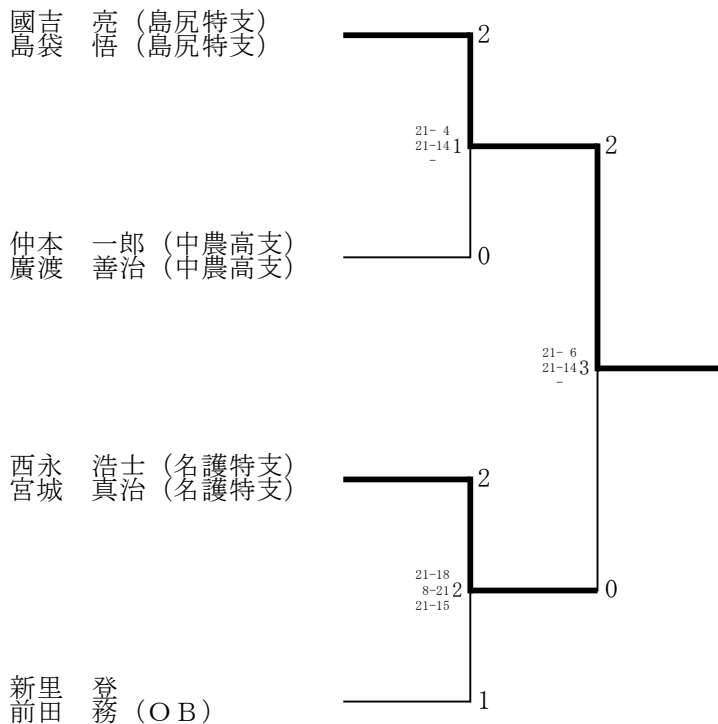 國吉　亮（島尻特支）
島袋　悟（島尻特支）
2
21- 4
21-14
-
1
2
仲本　一郎（中農高支）
廣渡　善治（中農高支）
0
21- 6
21-14
-
3
西永　浩士（名護特支）
宮城　真治（名護特支）
2
21-18
8-21
21-15
2
0
新里　登
前田　務（ＯＢ）
1